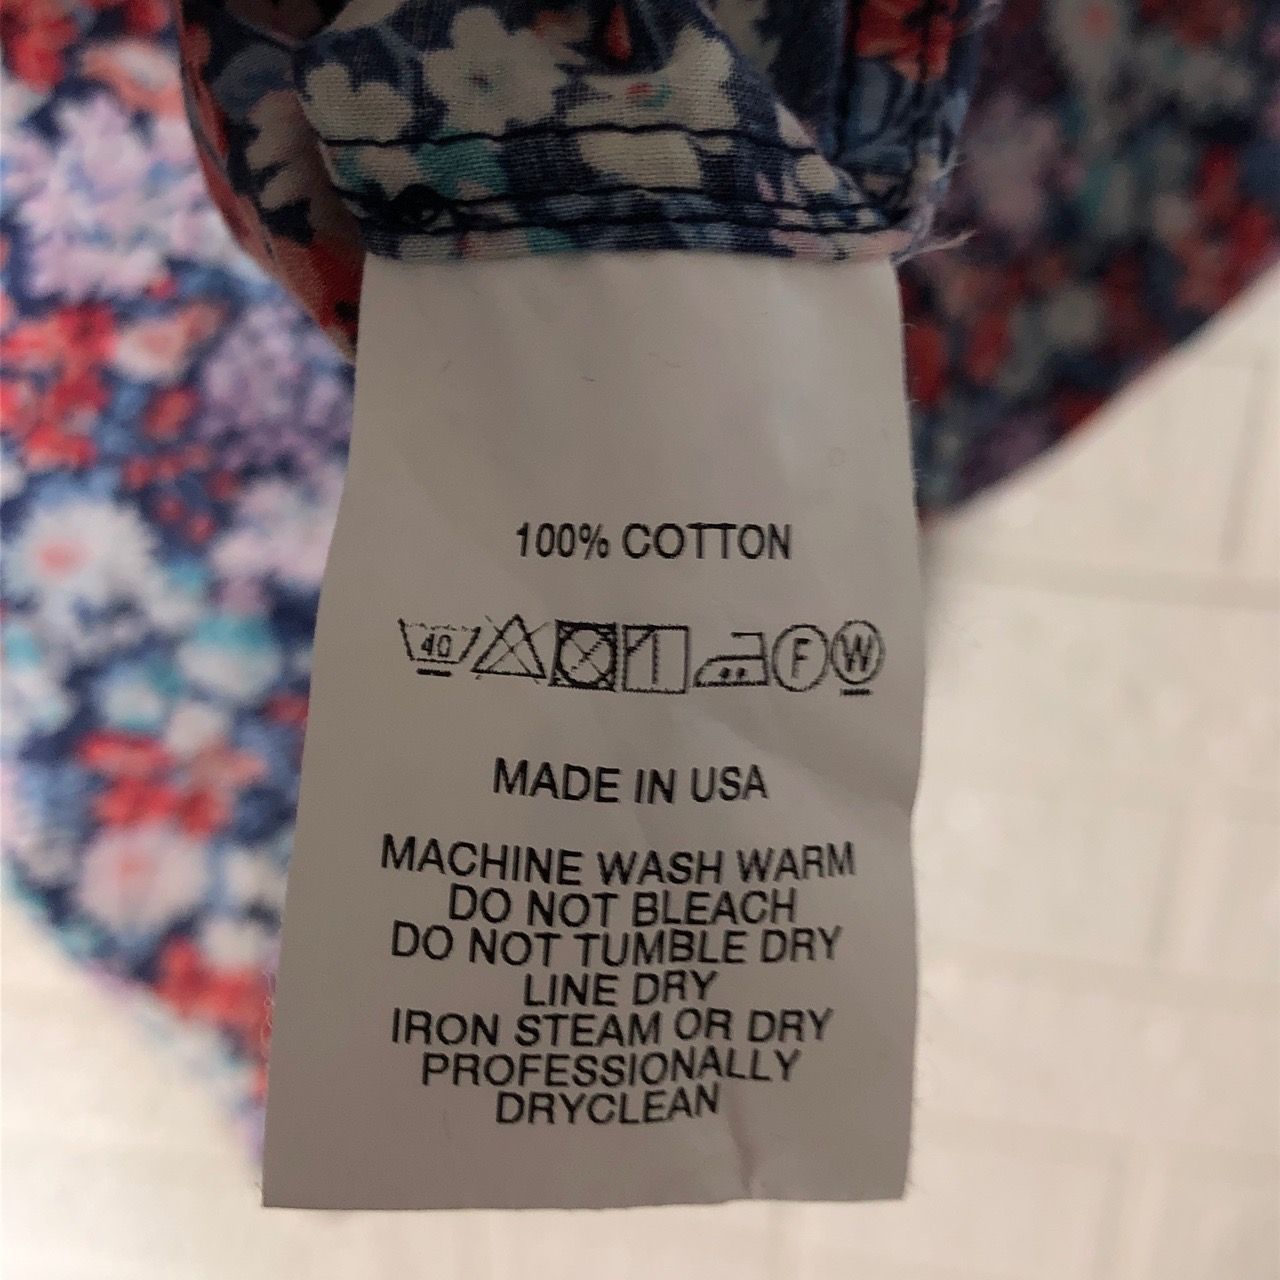 100% COTTON
40 F W
MADE IN USA
MACHINE WASH WARM
DO NOT BLEACH
DO NOT TUMBLE DRY
LINE DRY
IRON STEAM OR DRY
PROFESSIONALLY
DRYCLEAN